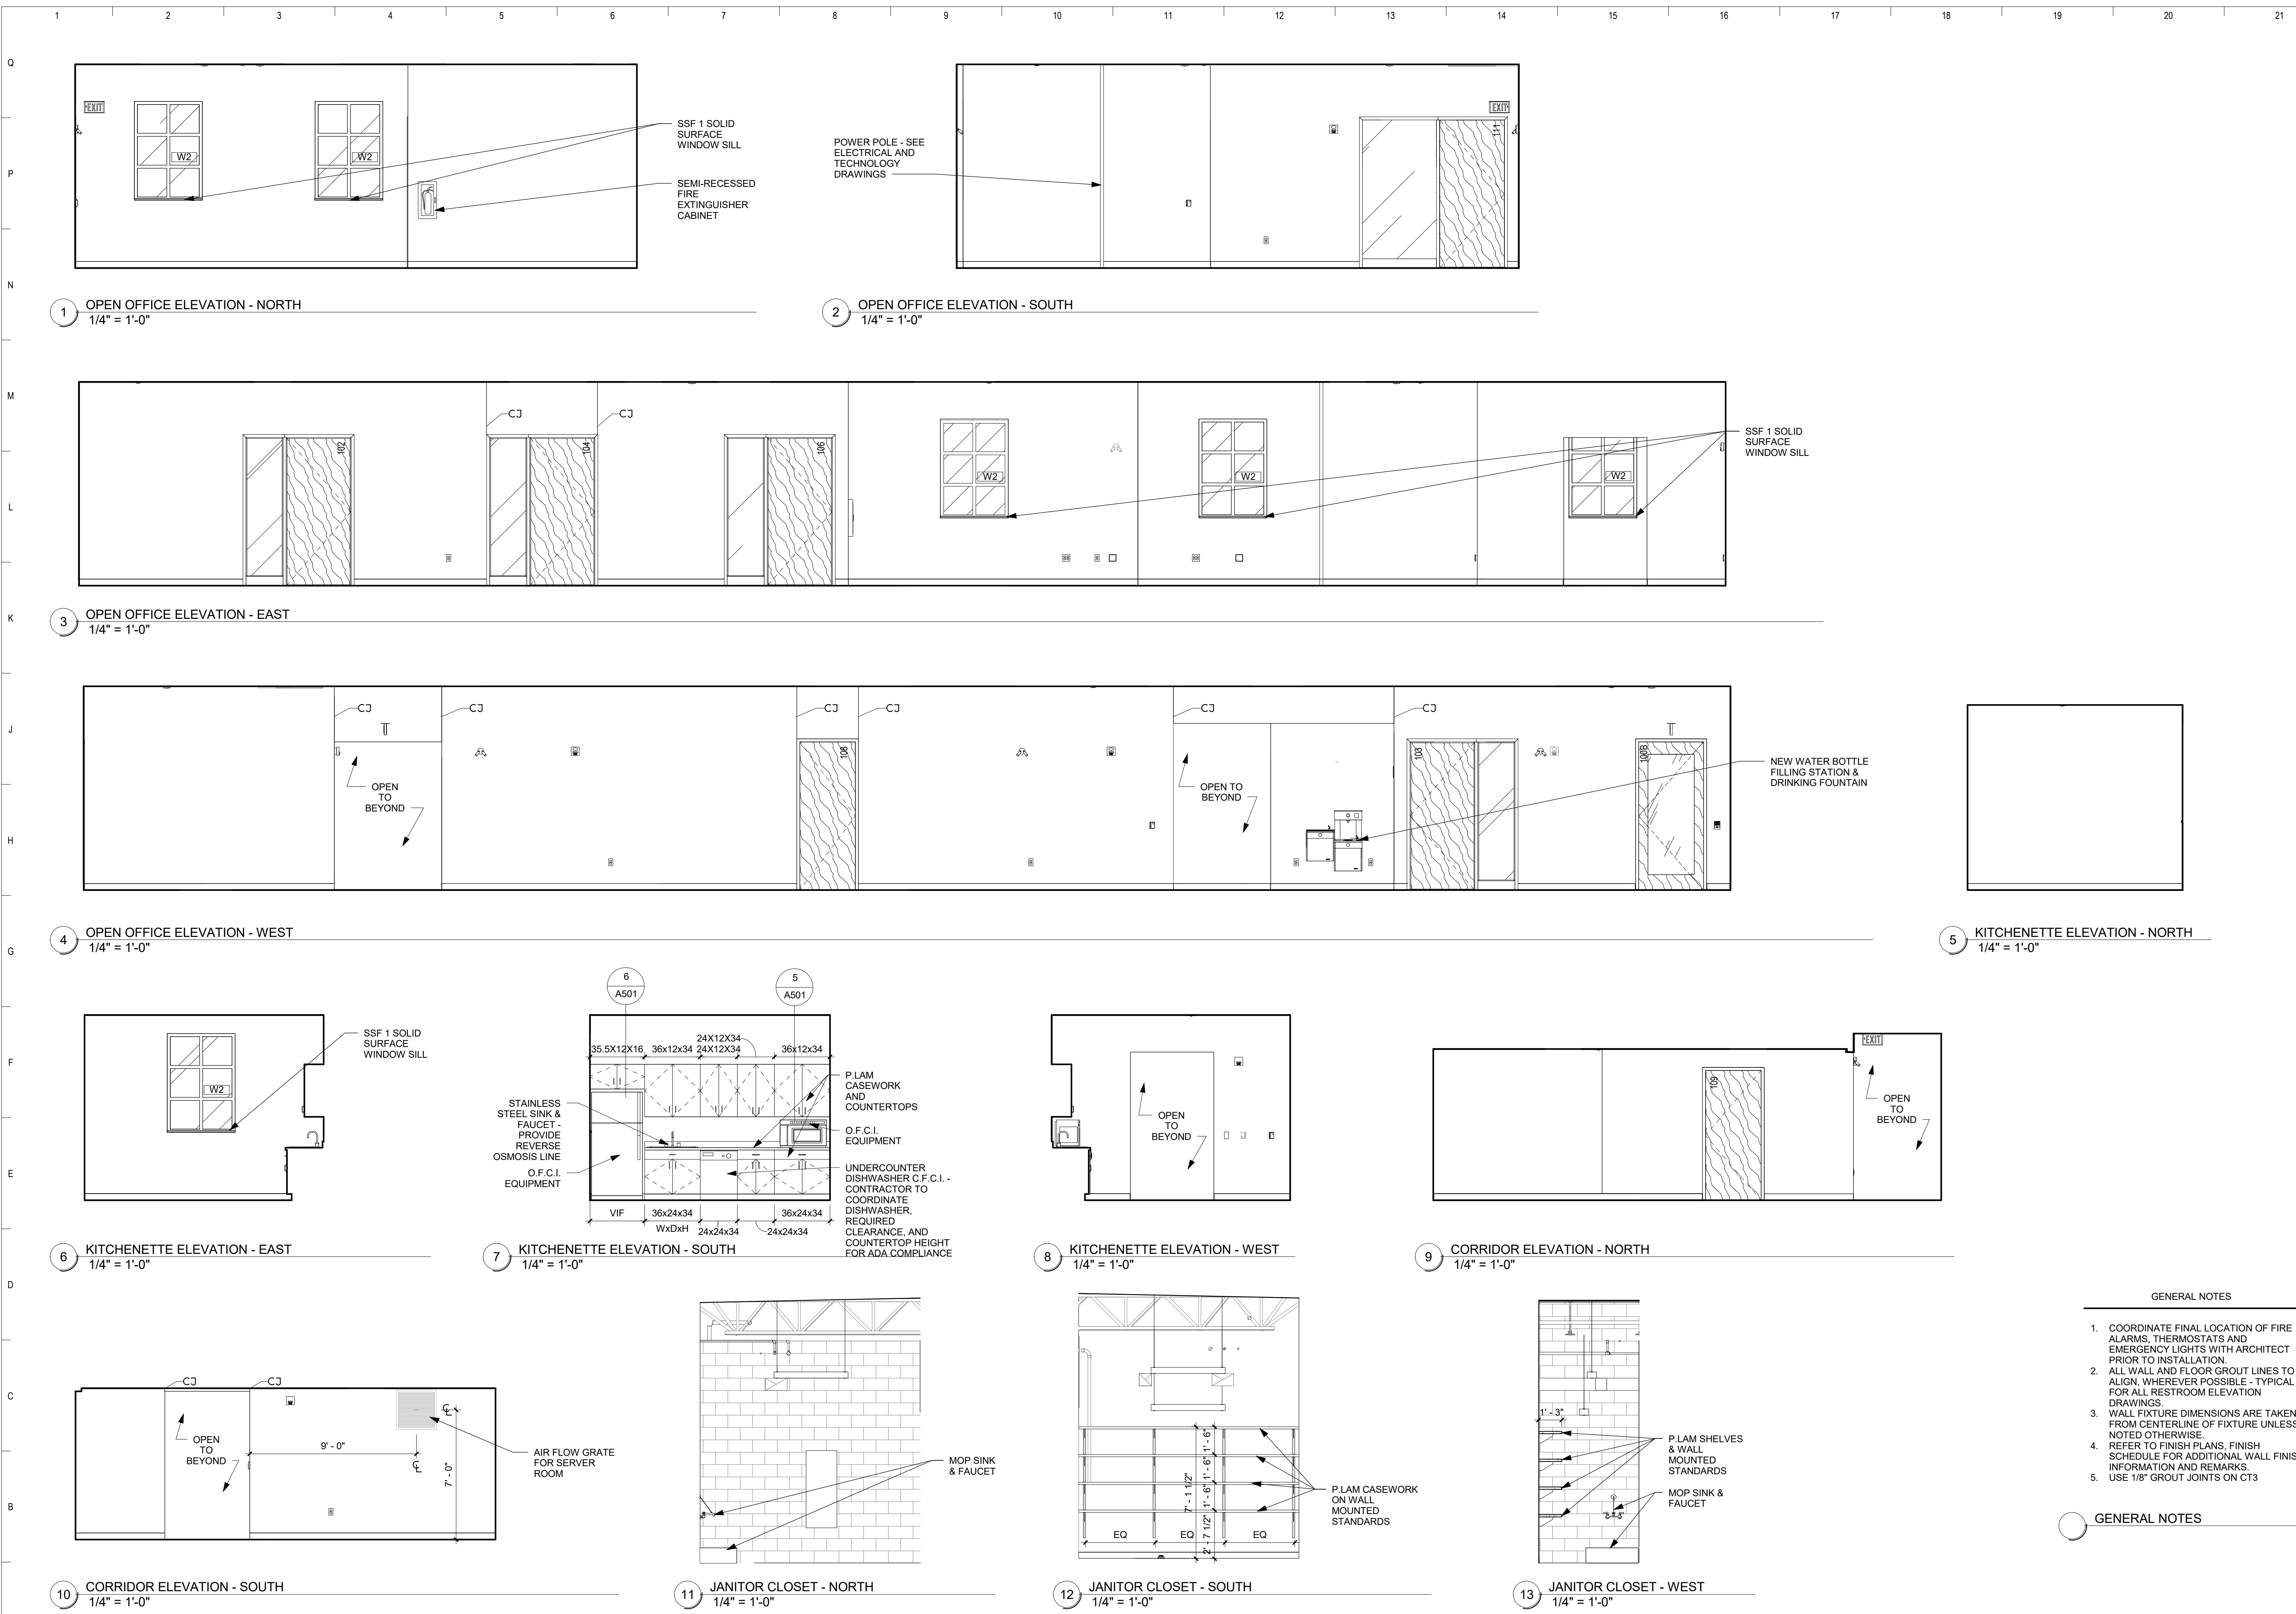 1 2 3 4 5 6 7 8 9 10 11 12 13 14 15 16 17 18 19 20 21
Q
P
N
M
L
K
J
H
G
F
E
D
C
B
EXIT
W2
W2
SSF 1 SOLID
SURFACE
WINDOW SILL
SEMI-RECESSED
FIRE
EXTINGUISHER
CABINET
1
OPEN OFFICE ELEVATION - NORTH
1/4" = 1'-0"
POWER POLE - SEE
ELECTRICAL AND
TECHNOLOGY
DRAWINGS
EXIT
111
2
OPEN OFFICE ELEVATION - SOUTH
1/4" = 1'-0"
102
CJ
104
CJ
106
W2
W2
W2
SSF 1 SOLID
SURFACE
WINDOW SILL
3
OPEN OFFICE ELEVATION - EAST
1/4" = 1'-0"
CJ
CJ
OPEN
TO
BEYOND
CJ
CJ
108
CJ
CJ
OPEN TO
BEYOND
103
100B
NEW WATER BOTTLE
FILLING STATION &
DRINKING FOUNTAIN
4
OPEN OFFICE ELEVATION - WEST
1/4" = 1'-0"
5
KITCHENETTE ELEVATION - NORTH
1/4" = 1'-0"
W2
SSF 1 SOLID
SURFACE
WINDOW SILL
6
KITCHENETTE ELEVATION - EAST
1/4" = 1'-0"
6
A501
5
A501
24X12X34
35.5X12X16 36x12x34 24X12X34 36x12x34
STAINLESS
STEEL SINK &
FAUCET -
PROVIDE
REVERSE
OSMOSIS LINE
O.F.C.I.
EQUIPMENT
P.LAM
CASEWORK
AND
COUNTERTOPS
O.F.C.I.
EQUIPMENT
UNDERCOUNTER
DISHWASHER C.F.C.I. -
CONTRACTOR TO
COORDINATE
DISHWASHER,
REQUIRED
CLEARANCE, AND
COUNTERTOP HEIGHT
FOR ADA COMPLIANCE
VIF 36x24x34 36x24x34
WxDxH 24x24x34 24x24x34
7
KITCHENETTE ELEVATION - SOUTH
1/4" = 1'-0"
OPEN
TO
BEYOND
8
KITCHENETTE ELEVATION - WEST
1/4" = 1'-0"
109
EXIT
OPEN
TO
BEYOND
9
CORRIDOR ELEVATION - NORTH
1/4" = 1'-0"
CJ
CJ
OPEN
TO
BEYOND
9' - 0"
7' - 0"
AIR FLOW GRATE
FOR SERVER
ROOM
10
CORRIDOR ELEVATION - SOUTH
1/4" = 1'-0"
MOP SINK
& FAUCET
11
JANITOR CLOSET - NORTH
1/4" = 1'-0"
1' - 6"
1' - 6"
1' - 6"
7' - 1 1/2"
2' - 7 1/2"
EQ EQ EQ
P.LAM CASEWORK
ON WALL
MOUNTED
STANDARDS
12
JANITOR CLOSET - SOUTH
1/4" = 1'-0"
1' - 3"
P.LAM SHELVES
& WALL
MOUNTED
STANDARDS
MOP SINK &
FAUCET
13
JANITOR CLOSET - WEST
1/4" = 1'-0"
GENERAL NOTES
1. COORDINATE FINAL LOCATION OF FIRE
ALARMS, THERMOSTATS AND
EMERGENCY LIGHTS WITH ARCHITECT
PRIOR TO INSTALLATION.
2. ALL WALL AND FLOOR GROUT LINES TO
ALIGN, WHEREVER POSSIBLE - TYPICAL
FOR ALL RESTROOM ELEVATION
DRAWINGS.
3. WALL FIXTURE DIMENSIONS ARE TAKEN
FROM CENTERLINE OF FIXTURE UNLESS
NOTED OTHERWISE.
4. REFER TO FINISH PLANS, FINISH
SCHEDULE FOR ADDITIONAL WALL FINIS
INFORMATION AND REMARKS.
5. USE 1/8" GROUT JOINTS ON CT3
GENERAL NOTES